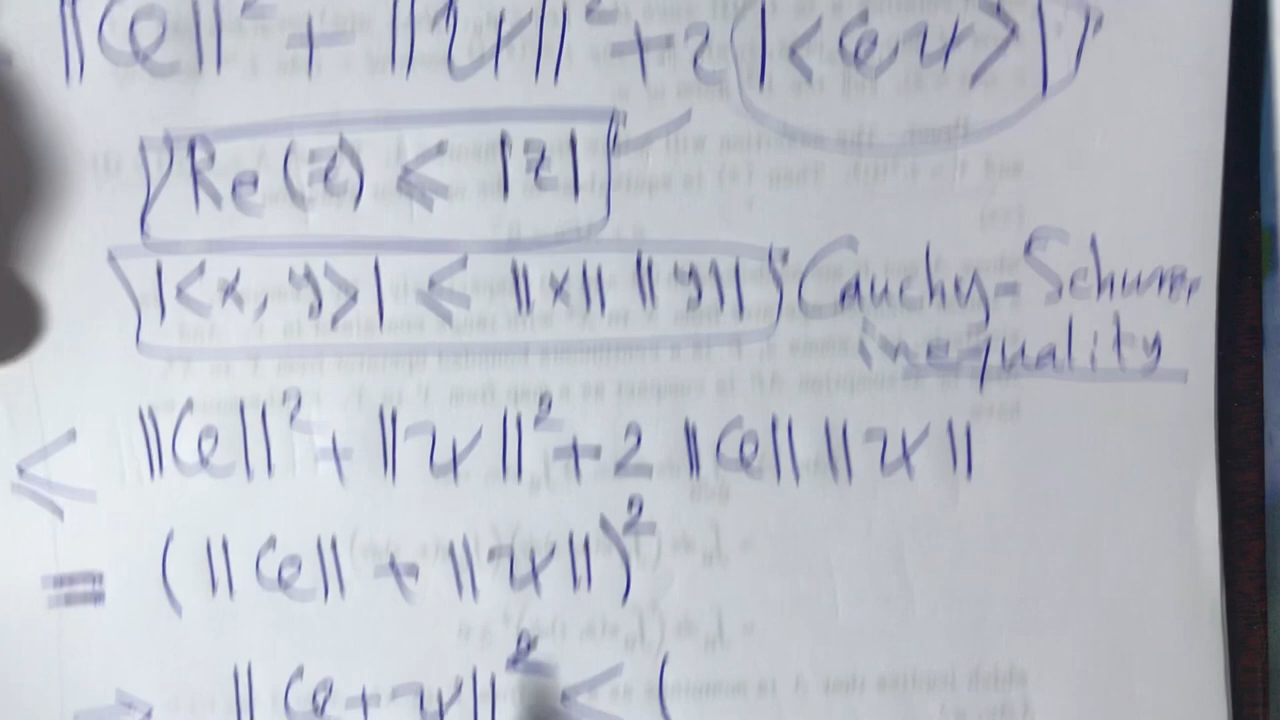 ||φ||² + ||ψ||² + 2 |<φ,ψ>|
Re(z) ≤ |z|
|<x, y>| ≤ ||x|| ||y|| Cauchy-Schwarz
inequality
≤ ||φ||² + ||ψ||² + 2 ||φ|| ||ψ||
= (||φ|| + ||ψ||)²
⇒ ||φ+ψ||² ≤ (